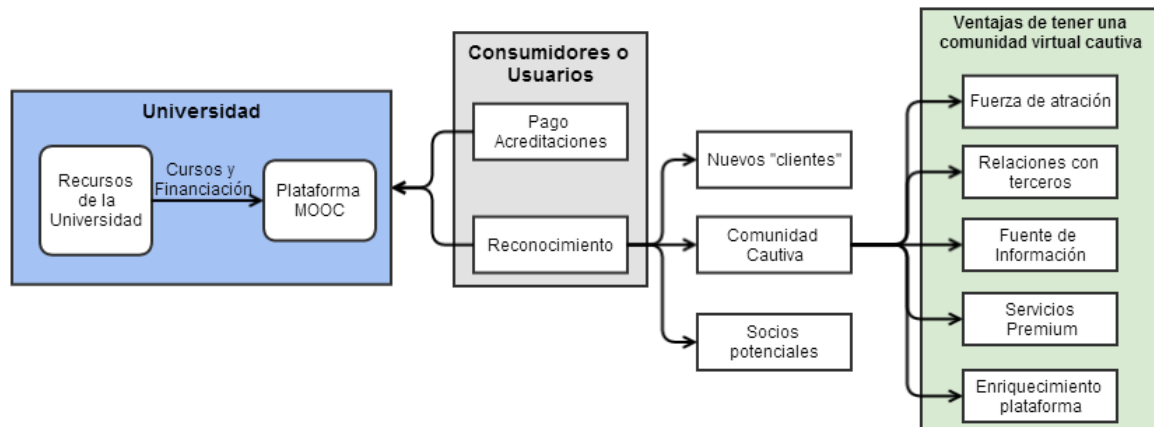 Universidad
Recursos
de la
Universidad
Cursos y
Financiación
Plataforma
MOOC
Consumidores o
Usuarios
Pago
Acreditaciones
Reconocimiento
Nuevos "clientes"
Comunidad
Cautiva
Socios
potenciales
Ventajas de tener una
comunidad virtual cautiva
Fuerza de atración
Relaciones con
terceros
Fuente de
Información
Servicios
Premium
Enriquecimiento
plataforma